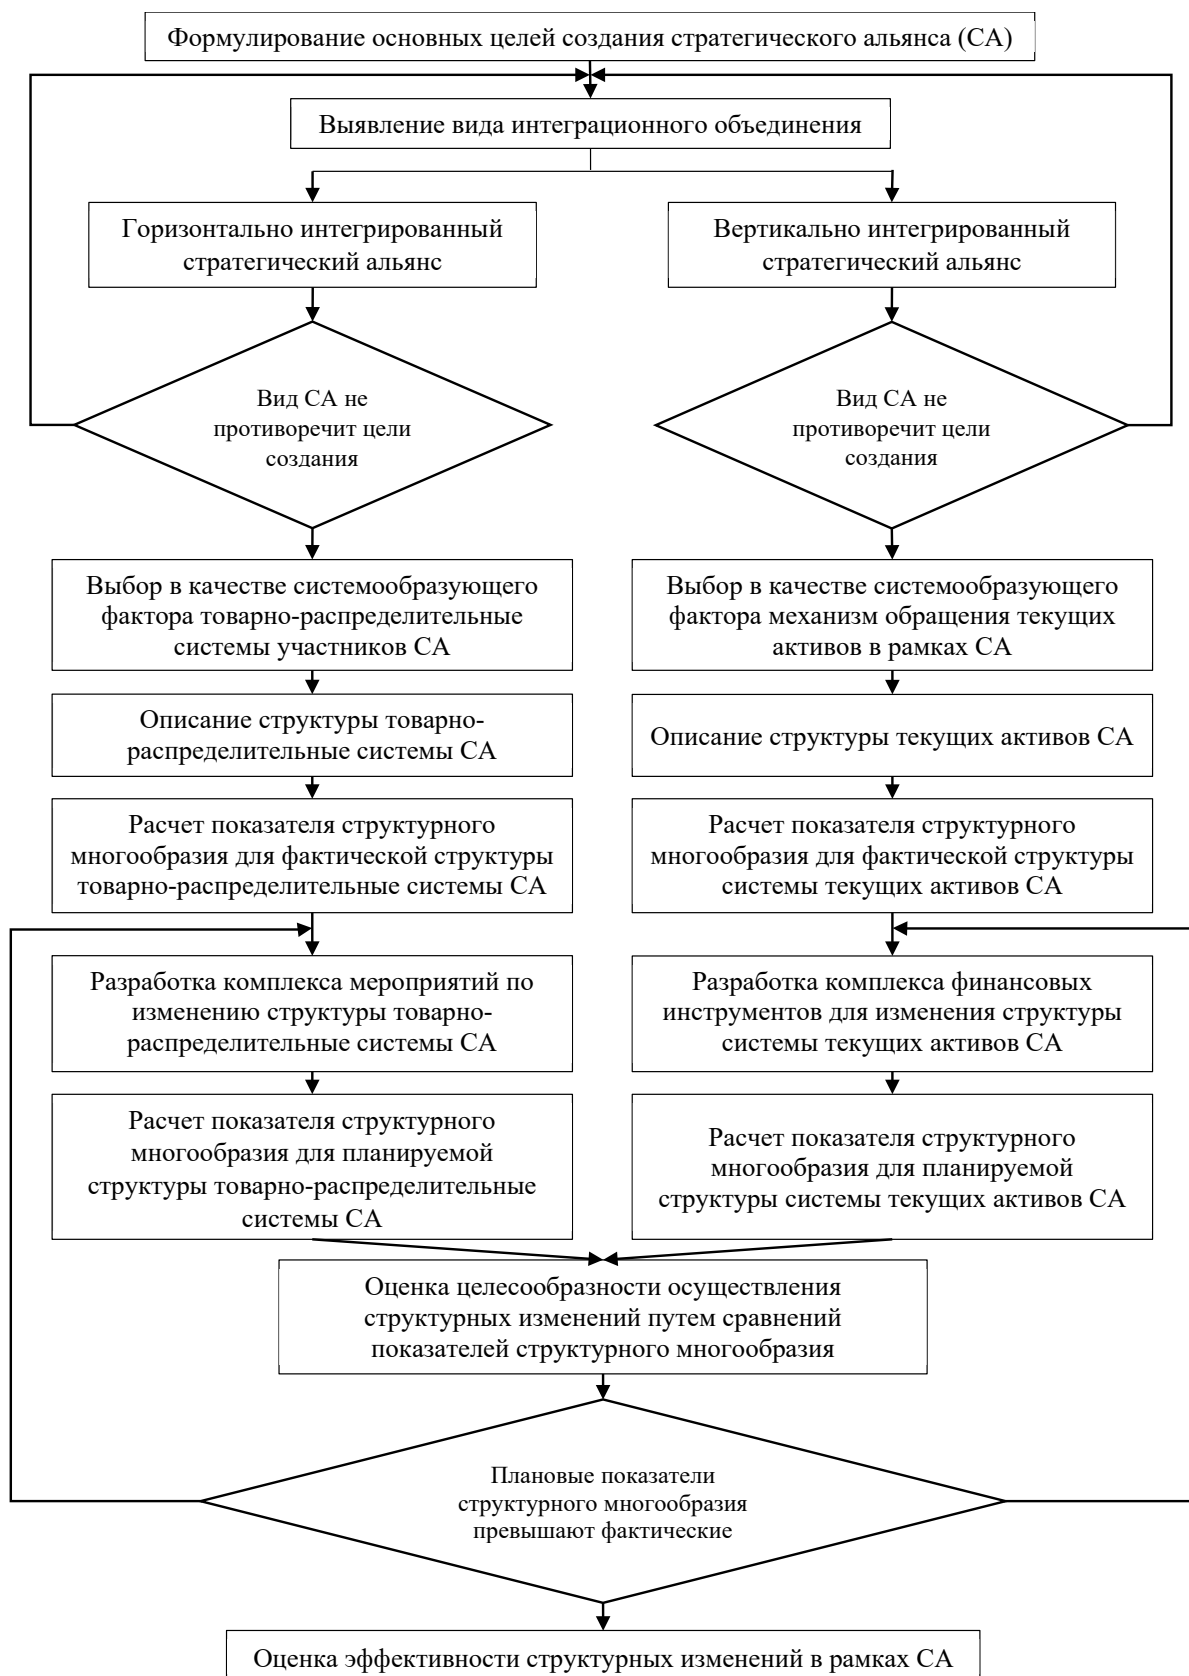 Формулирование основных целей создания стратегического альянса (СА)
Выявление вида интеграционного объединения
Горизонтально интегрированный
стратегический альянс
Вертикально интегрированный
стратегический альянс
Вид СА не
противоречит цели
создания
Вид СА не
противоречит цели
создания
Выбор в качестве системообразующего
фактора товарно-распределительные
системы участников СА
Выбор в качестве системообразующего
фактора механизм обращения текущих
активов в рамках СА
Описание структуры товарно-
распределительные системы СА
Описание структуры текущих активов СА
Расчет показателя структурного
многообразия для фактической структуры
товарно-распределительные системы СА
Расчет показателя структурного
многообразия для фактической структуры
системы текущих активов СА
Разработка комплекса мероприятий по
изменению структуры товарно-
распределительные системы СА
Разработка комплекса финансовых
инструментов для изменения структуры
системы текущих активов СА
Расчет показателя структурного
многообразия для планируемой
структуры товарно-распределительные
системы СА
Расчет показателя структурного
многообразия для планируемой
структуры системы текущих активов СА
Оценка целесообразности осуществления
структурных изменений путем сравнений
показателей структурного многообразия
Плановые показатели
структурного многообразия
превышают фактические
Оценка эффективности структурных изменений в рамках СА